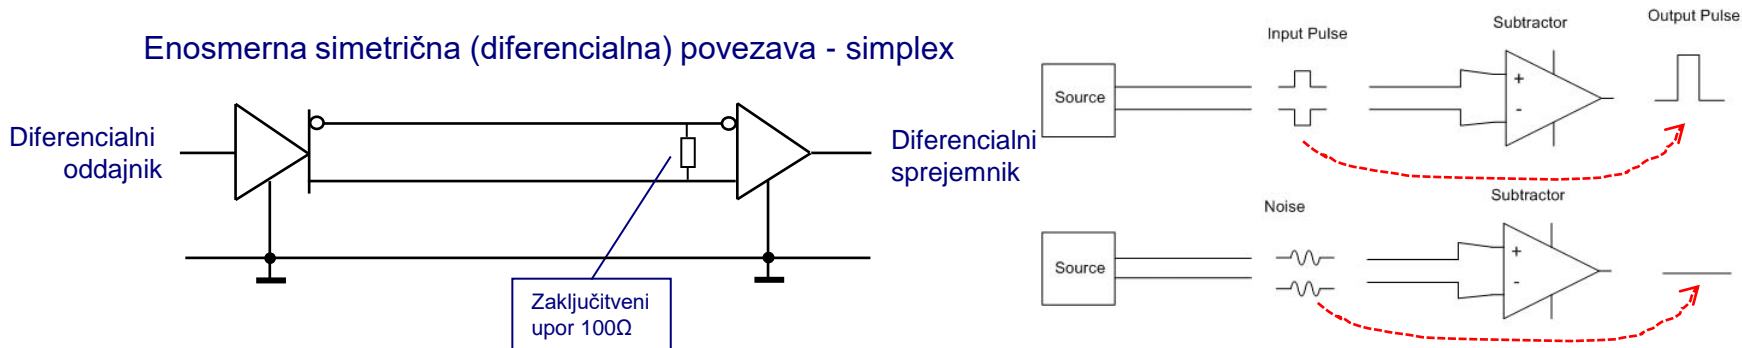 Enosmerna simetrična (diferencialna) povezava - simplex
Diferencialni
oddajnik
Diferencialni
sprejemnik
Zaključitveni
upor 100Ω
Input Pulse
Subtractor
Output Pulse
Source
+
-
Noise
Subtractor
Source
+
-